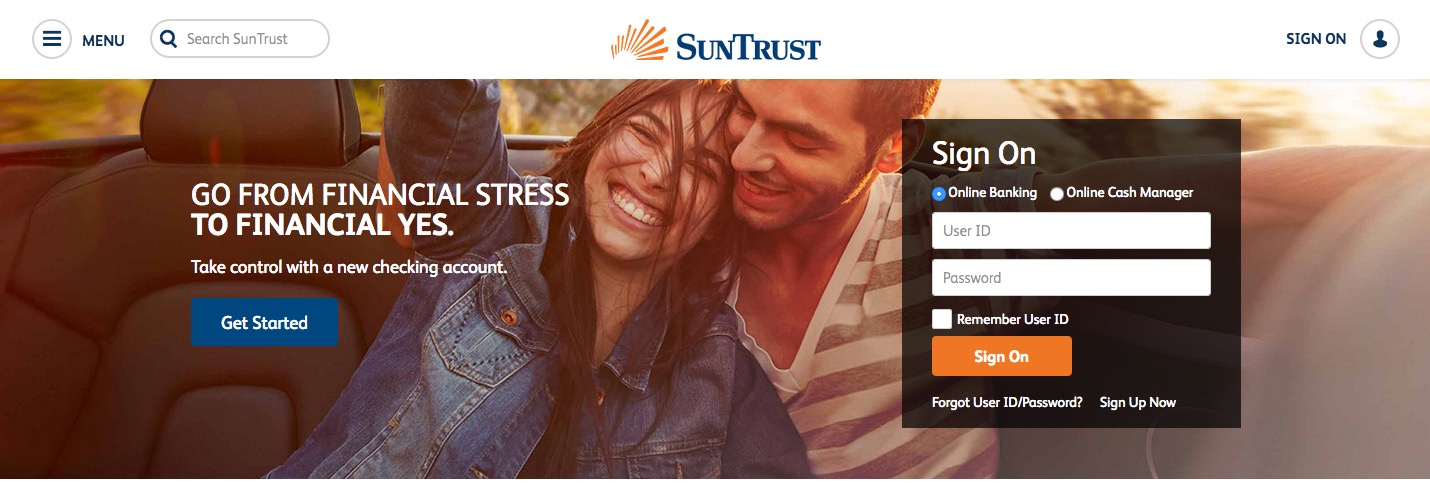 MENU
Search SunTrust
SUNTRUST
SIGN ON
GO FROM FINANCIAL STRESS
TO FINANCIAL YES.
Take control with a new checking account.
Get Started
Sign On
Online Banking Online Cash Manager
User ID
Password
Remember User ID
Sign On
Forgot User ID/Password? Sign Up Now